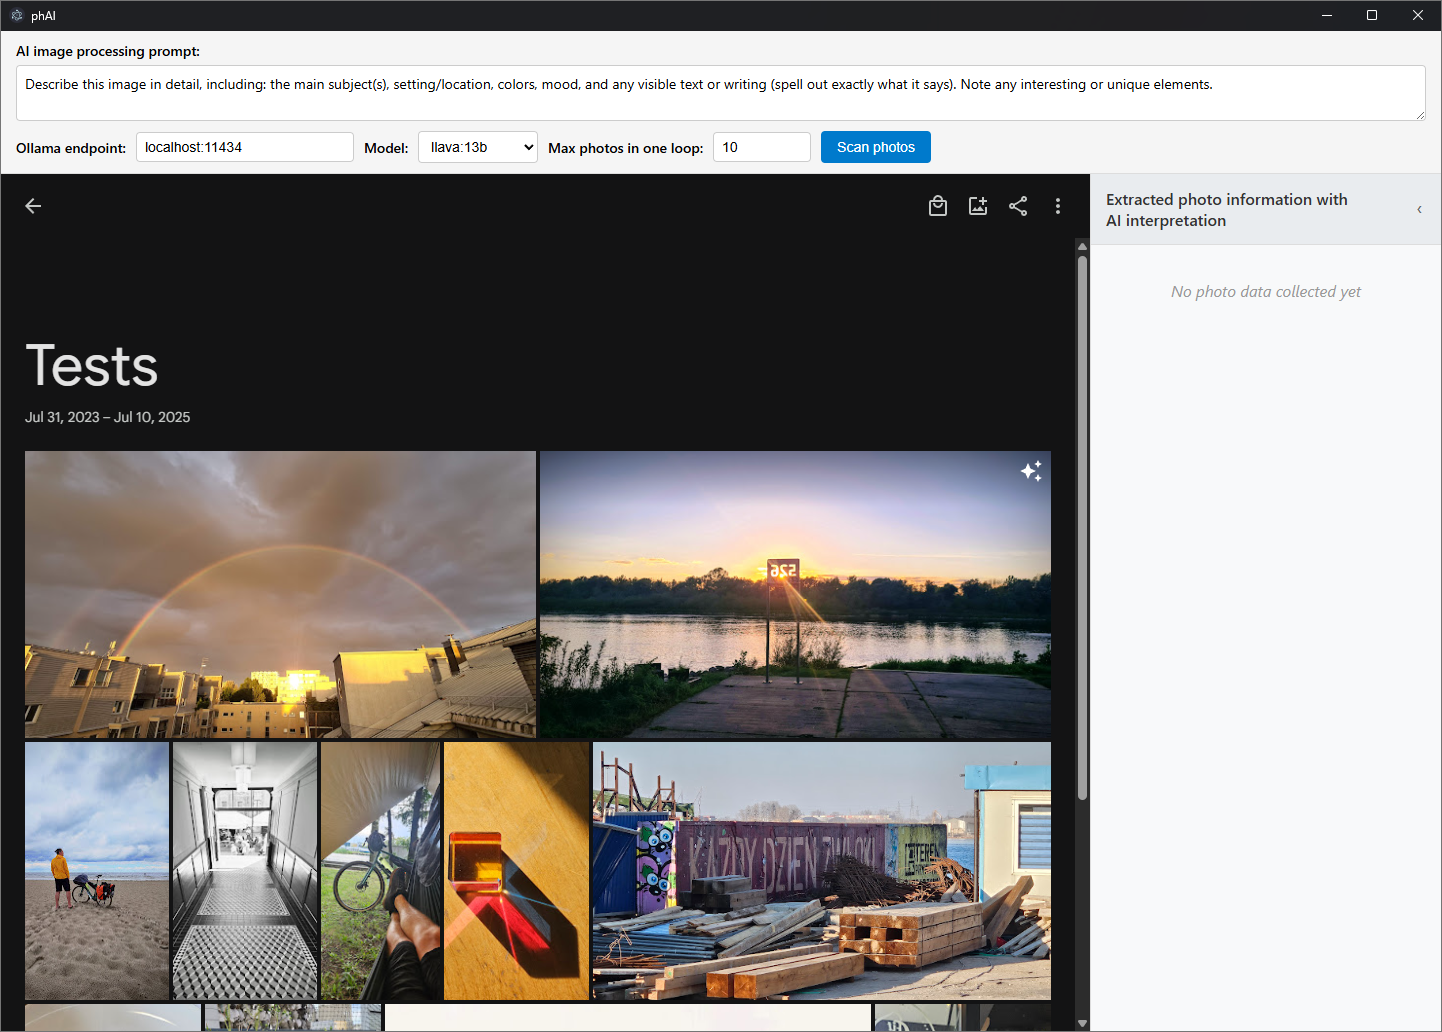 phAI
AI image processing prompt:
Describe this image in detail, including: the main subject(s), setting/location, colors, mood, and any visible text or writing (spell out exactly what it says). Note any interesting or unique elements.
Ollama endpoint: localhost:11434 Model: llava:13b Max photos in one loop: 10 Scan photos
Extracted photo information with
AI interpretation
No photo data collected yet
Tests
Jul 31, 2023 – Jul 10, 2025
526
KAŻDY DZIEŃ